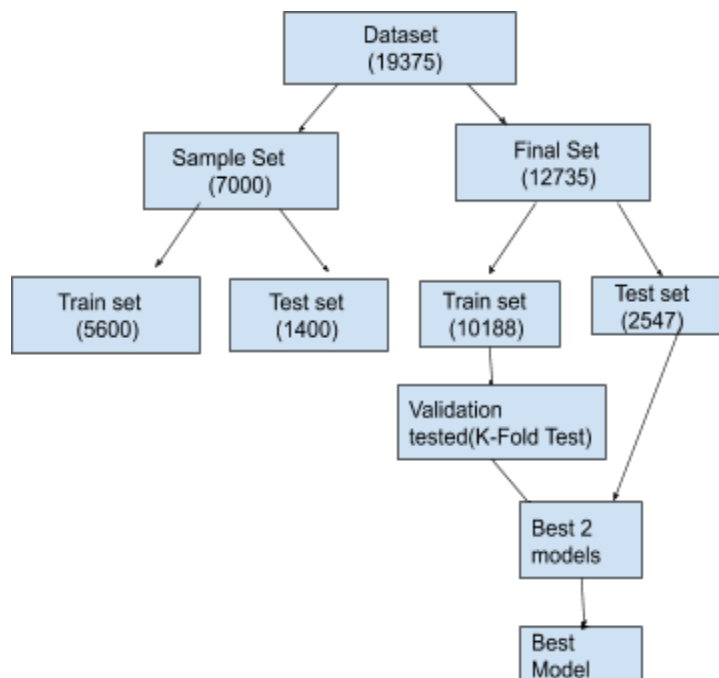 Dataset
(19375)
Sample Set
(7000)
Final Set
(12735)
Train set
(5600)
Test set
(1400)
Train set
(10188)
Test set
(2547)
Validation
tested(K-Fold Test)
Best 2
models
Best
Model